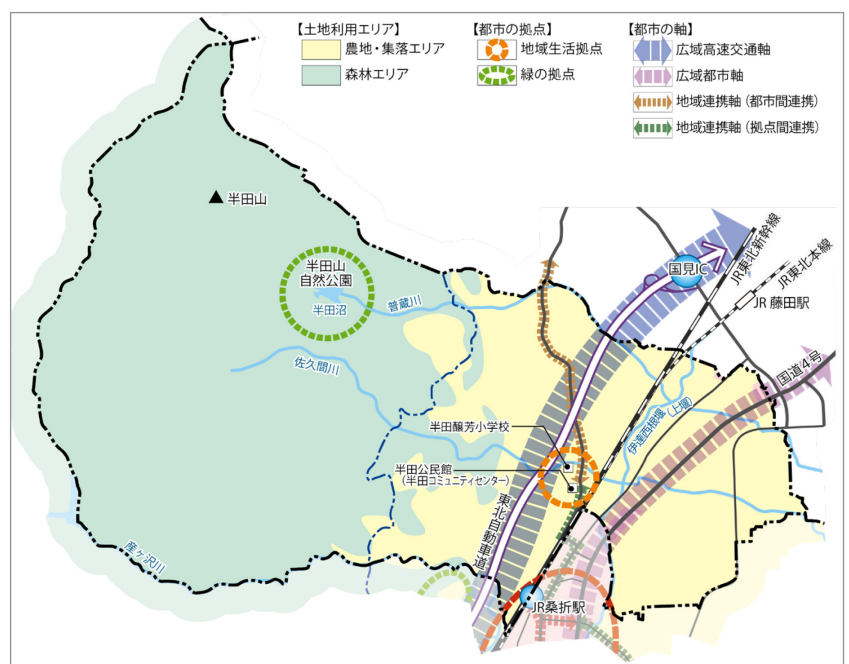 【土地利用エリア】
農地・集落エリア
森林エリア
【都市の拠点】
地域生活拠点
緑の拠点
【都市の軸】
広域高速交通軸
広域都市軸
地域連携軸（都市間連携）
地域連携軸（拠点間連携）
半田山
半田山
自然公園
半田沼
普蔵川
佐久間川
産ヶ沢川
国見IC
JR東北新幹線
JR東北本線
JR 藤田駅
国道4号
伊達西根堰（上堰）
半田醸芳小学校
半田公民館
（半田コミュニティセンター）
東北自動車道
JR桑折駅